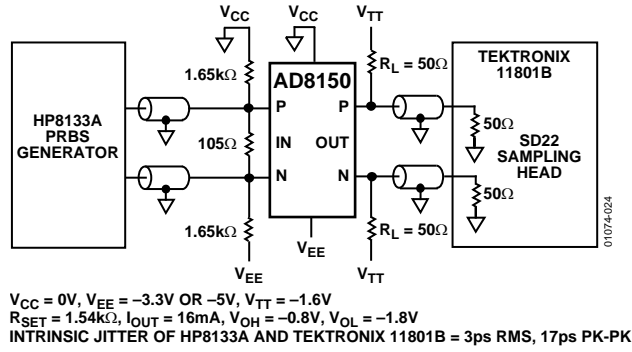 VCC
VCC
VTT
1.65kΩ
AD8150
RL = 50Ω
TEKTRONIX
11801B
HP8133A
PRBS
GENERATOR
P
P
105Ω
IN
OUT
50Ω
SD22
SAMPLING
HEAD
N
N
50Ω
1.65kΩ
VEE
RL = 50Ω
VEE
VTT
01074-024
VCC = 0V, VEE = –3.3V OR –5V, VTT = –1.6V
RSET = 1.54kΩ, IOUT = 16mA, VOH = –0.8V, VOL = –1.8V
INTRINSIC JITTER OF HP8133A AND TEKTRONIX 11801B = 3ps RMS, 17ps PK-PK